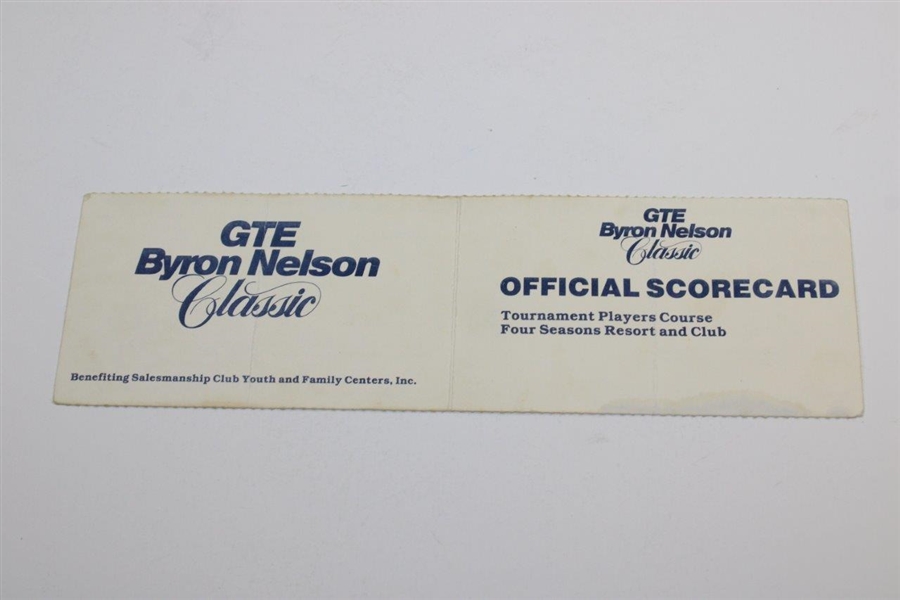 GTE
Byron Nelson
Classic
Benefiting Salesmanship Club Youth and Family Centers, Inc.
GTE
Byron Nelson
Classic
OFFICIAL SCORECARD
Tournament Players Course
Four Seasons Resort and Club